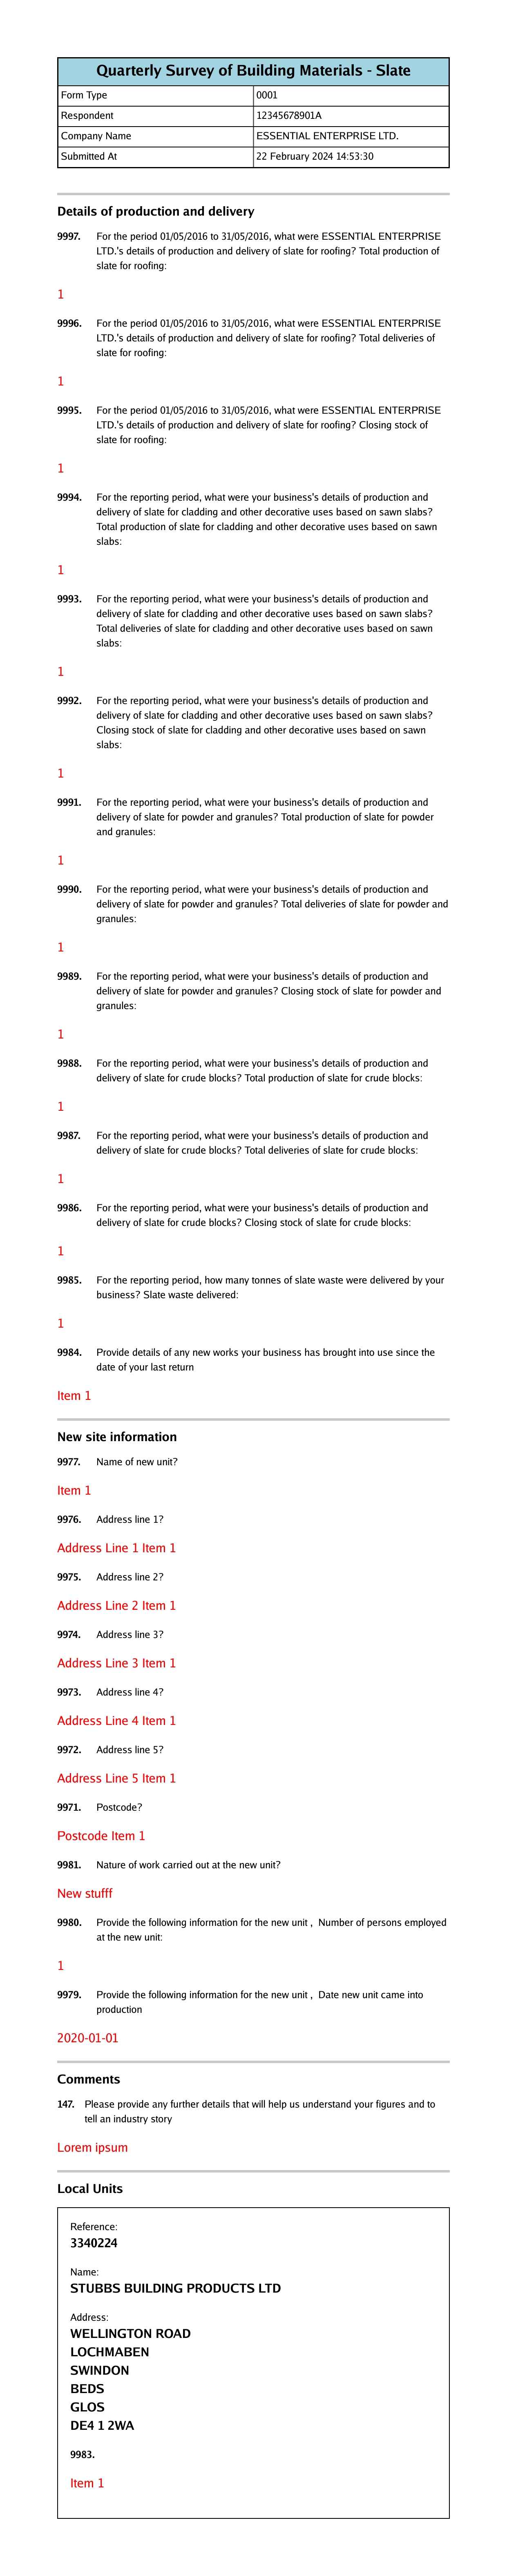 Quarterly Survey of Building Materials - Slate
Form Type 0001
Respondent 12345678901A
Company Name ESSENTIAL ENTERPRISE LTD.
Submitted At 22 February 2024 14:53:30
Details of production and delivery
9997. For the period 01/05/2016 to 31/05/2016, what were ESSENTIAL ENTERPRISE
LTD.'s details of production and delivery of slate for roofing? Total production of
slate for roofing:
1
9996. For the period 01/05/2016 to 31/05/2016, what were ESSENTIAL ENTERPRISE
LTD.'s details of production and delivery of slate for roofing? Total deliveries of
slate for roofing:
1
9995. For the period 01/05/2016 to 31/05/2016, what were ESSENTIAL ENTERPRISE
LTD.'s details of production and delivery of slate for roofing? Closing stock of
slate for roofing:
1
9994. For the reporting period, what were your business's details of production and
delivery of slate for cladding and other decorative uses based on sawn slabs?
Total production of slate for cladding and other decorative uses based on sawn
slabs:
1
9993. For the reporting period, what were your business's details of production and
delivery of slate for cladding and other decorative uses based on sawn slabs?
Total deliveries of slate for cladding and other decorative uses based on sawn
slabs:
1
9992. For the reporting period, what were your business's details of production and
delivery of slate for cladding and other decorative uses based on sawn slabs?
Closing stock of slate for cladding and other decorative uses based on sawn
slabs:
1
9991. For the reporting period, what were your business's details of production and
delivery of slate for powder and granules? Total production of slate for powder
and granules:
1
9990. For the reporting period, what were your business's details of production and
delivery of slate for powder and granules? Total deliveries of slate for powder and
granules:
1
9989. For the reporting period, what were your business's details of production and
delivery of slate for powder and granules? Closing stock of slate for powder and
granules:
1
9988. For the reporting period, what were your business's details of production and
delivery of slate for crude blocks? Total production of slate for crude blocks:
1
9987. For the reporting period, what were your business's details of production and
delivery of slate for crude blocks? Total deliveries of slate for crude blocks:
1
9986. For the reporting period, what were your business's details of production and
delivery of slate for crude blocks? Closing stock of slate for crude blocks:
1
9985. For the reporting period, how many tonnes of slate waste were delivered by your
business? Slate waste delivered:
1
9984. Provide details of any new works your business has brought into use since the
date of your last return
Item 1
New site information
9977. Name of new unit?
Item 1
9976. Address line 1?
Address Line 1 Item 1
9975. Address line 2?
Address Line 2 Item 1
9974. Address line 3?
Address Line 3 Item 1
9973. Address line 4?
Address Line 4 Item 1
9972. Address line 5?
Address Line 5 Item 1
9971. Postcode?
Postcode Item 1
9981. Nature of work carried out at the new unit?
New stufff
9980. Provide the following information for the new unit , Number of persons employed
at the new unit:
1
9979. Provide the following information for the new unit , Date new unit came into
production
2020-01-01
Comments
147. Please provide any further details that will help us understand your figures and to
tell an industry story
Lorem ipsum
Local Units
Reference:
3340224
Name:
STUBBS BUILDING PRODUCTS LTD
Address:
WELLINGTON ROAD
LOCHMABEN
SWINDON
BEDS
GLOS
DE4 1 2WA
9983.
Item 1